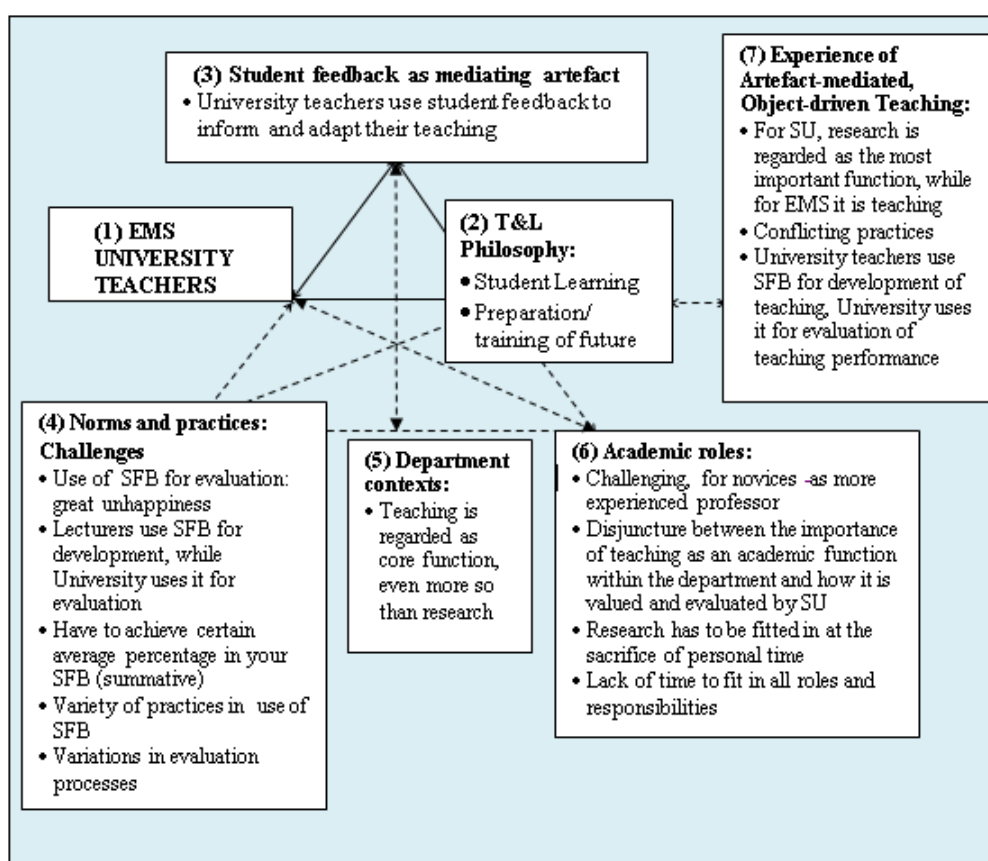 (3) Student feedback as mediating artefact
• University teachers use student feedback to
inform and adapt their teaching
(7) Experience of
Artefact-mediated,
Object-driven Teaching:
• For SU, research is
regarded as the most
important function, while
for EMS it is teaching
• Conflicting practices
• University teachers use
SFB for development of
teaching, University uses
it for evaluation of
teaching performance
(1) EMS
UNIVERSITY
TEACHERS
(2) T&L
Philosophy:
• Student Learning
• Preparation/
training of future
(4) Norms and practices:
Challenges
• Use of SFB for evaluation:
great unhappiness
• Lecturers use SFB for
development, while
University uses it for
evaluation
• Have to achieve certain
average percentage in your
SFB (summative)
• Variety of practices in use of
SFB
• Variations in evaluation
processes
(5) Department
contexts:
• Teaching is
regarded as
core function,
even more so
than research
(6) Academic roles:
• Challenging, for novices -as more
experienced professor
• Disjuncture between the importance
of teaching as an academic function
within the department and how it is
valued and evaluated by SU
• Research has to be fitted in at the
sacrifice of personal time
• Lack of time to fit in all roles and
responsibilities